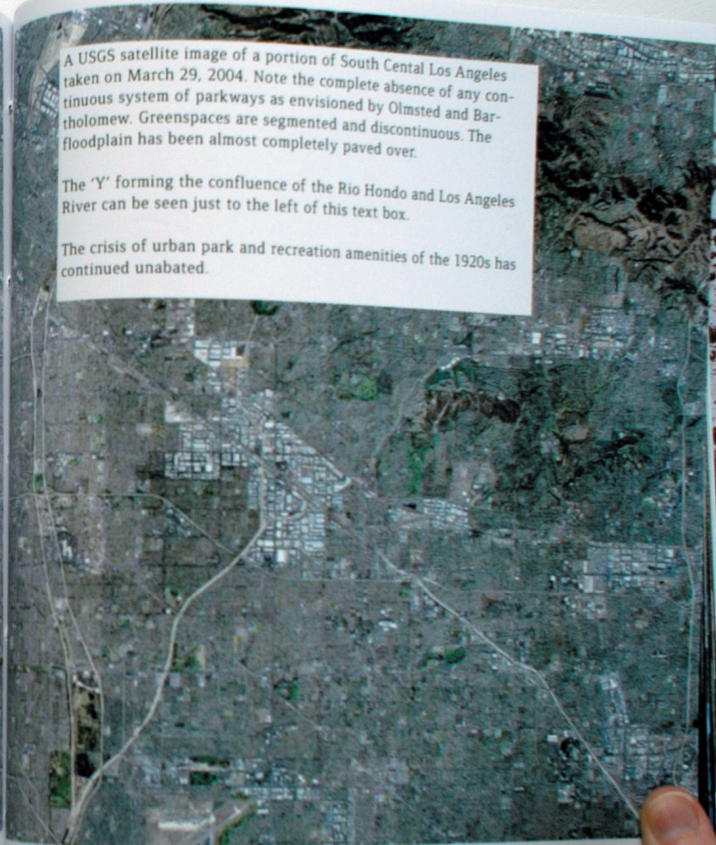 A USGS satellite image of a portion of South Cental Los Angeles
taken on March 29, 2004. Note the complete absence of any con-
tinuous system of parkways as envisioned by Olmsted and Bar-
tholomew. Greenspaces are segmented and discontinuous. The
floodplain has been almost completely paved over.
The ‘Y’ forming the confluence of the Rio Hondo and Los Angeles
River can be seen just to the left of this text box.
The crisis of urban park and recreation amenities of the 1920s has
continued unabated.